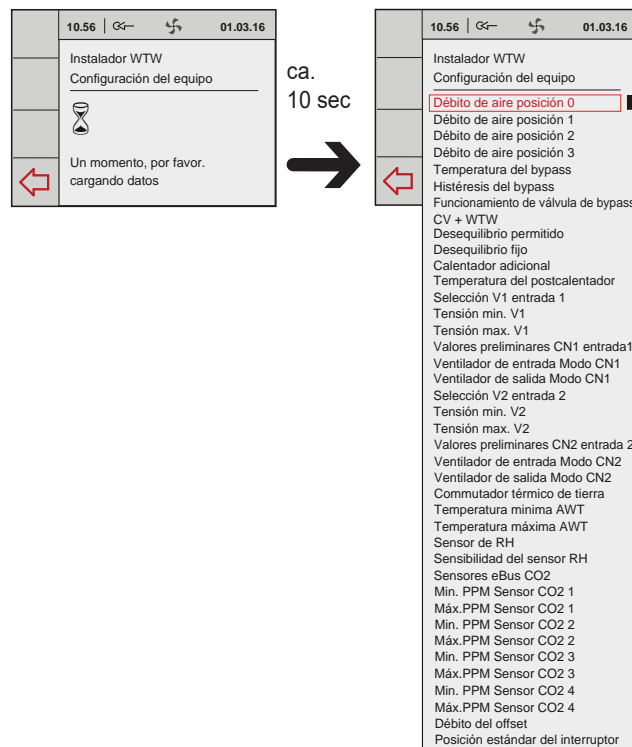 10.56 01.03.16
Instalador WTW
Configuración del equipo
Un momento, por favor.
cargando datos
ca.
10 sec
10.56 01.03.16
Instalador WTW
Configuración del equipo
Débito de aire posición 0
Débito de aire posición 1
Débito de aire posición 2
Débito de aire posición 3
Temperatura del bypass
Histéresis del bypass
Funcionamiento de válvula de bypass
CV + WTW
Desequilibrio permitido
Desequilibrio fijo
Calentador adicional
Temperatura del postcalentador
Selección V1 entrada 1
Tensión min. V1
Tensión max. V1
Valores preliminares CN1 entrada1
Ventilador de entrada Modo CN1
Ventilador de salida Modo CN1
Selección V2 entrada 2
Tensión min. V2
Tensión max. V2
Valores preliminares CN2 entrada 2
Ventilador de entrada Modo CN2
Ventilador de salida Modo CN2
Commutador térmico de tierra
Temperatura minima AWT
Temperatura máxima AWT
Sensor de RH
Sensibilidad del sensor RH
Sensores eBus CO2
Min. PPM Sensor CO2 1
Máx.PPM Sensor CO2 1
Min. PPM Sensor CO2 2
Máx.PPM Sensor CO2 2
Min. PPM Sensor CO2 3
Máx.PPM Sensor CO2 3
Min. PPM Sensor CO2 4
Máx.PPM Sensor CO2 4
Débito del offset
Posición estándar del interruptor